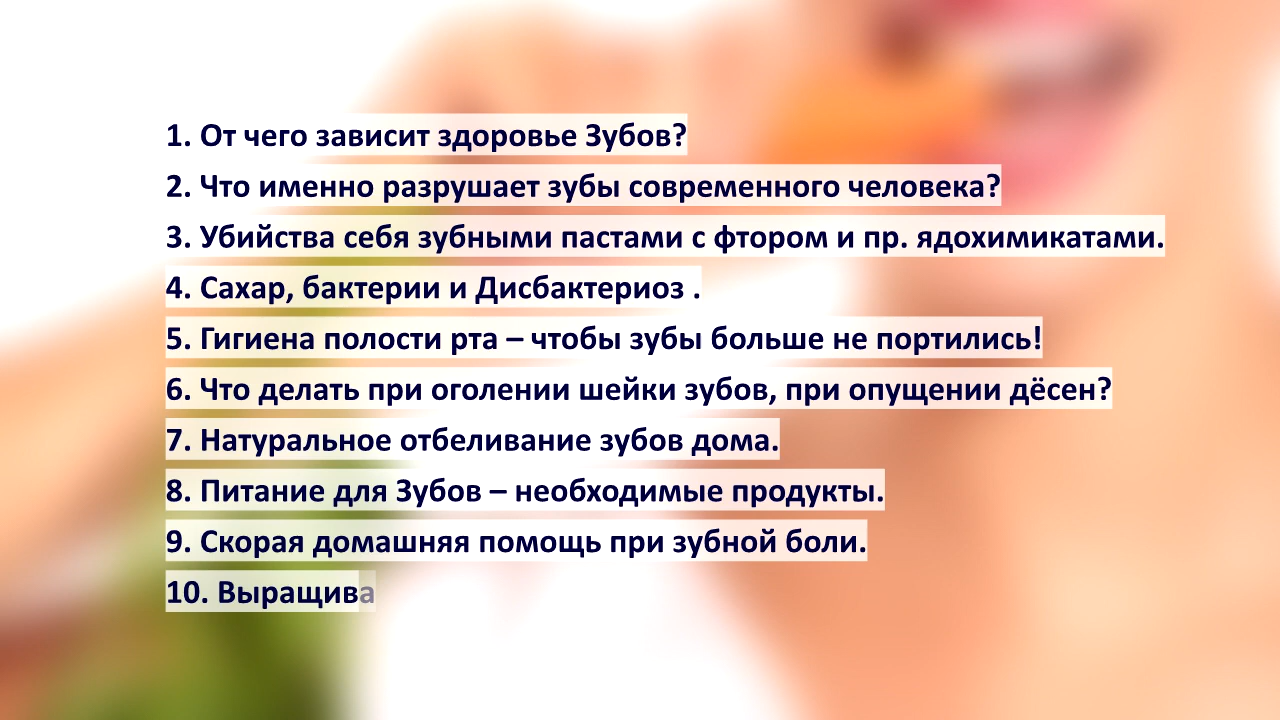 1. От чего зависит здоровье Зубов?
2. Что именно разрушает зубы современного человека?
3. Убийства себя зубными пастами с фтором и пр. ядохимикатами.
4. Сахар, бактерии и Дисбактериоз .
5. Гигиена полости рта – чтобы зубы больше не портились!
6. Что делать при оголении шейки зубов, при опущении дёсен?
7. Натуральное отбеливание зубов дома.
8. Питание для Зубов – необходимые продукты.
9. Скорая домашняя помощь при зубной боли.
10. Выращива